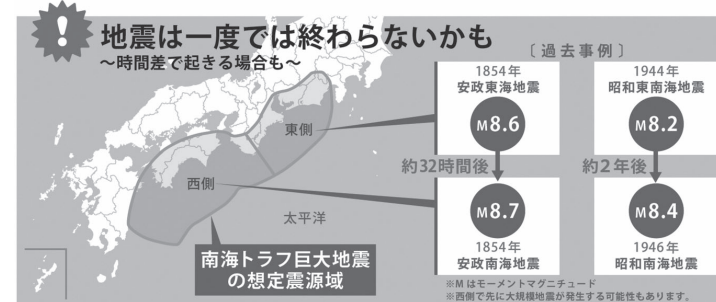 !
地震は一度では終わらないかも
～時間差で起きる場合も～
〔過去事例〕
1854年
安政東海地震
M8.6
約32時間後
M8.7
1854年
安政南海地震
1944年
昭和東南海地震
M8.2
約2年後
M8.4
1946年
昭和南海地震
東側
西側
太平洋
南海トラフ巨大地震
の想定震源域
※Mはモーメントマグニチュード
※西側で先に大規模地震が発生する可能性もあります。